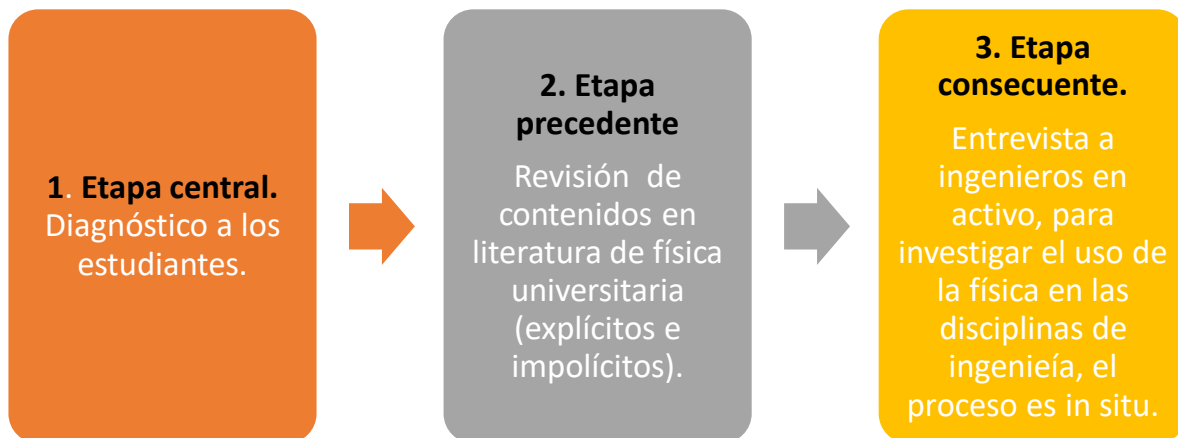 1. Etapa central.
Diagnóstico a los
estudiantes.
2. Etapa
precedente
Revisión de
contenidos en
literatura de física
universitaria
(explícitos e
impolícitos).
3. Etapa
consecuente.
Entrevista a
ingenieros en
activo, para
investigar el uso de
la física en las
disciplinas de
ingenieía, el
proceso es in situ.